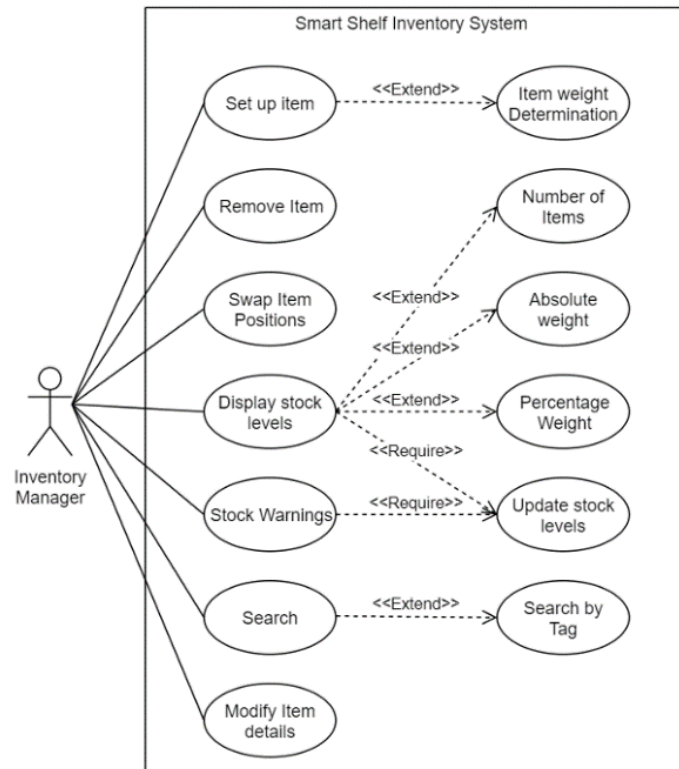 Smart Shelf Inventory System
Set up item
<<Extend>>
Item weight
Determination
Remove Item
Number of
Items
Swap Item
Positions
<<Extend>>
Absolute
weight
<<Extend>>
Inventory
Manager
Display stock
levels
<<Extend>>
Percentage
Weight
<<Require>>
Stock Warnings
<<Require>>
Update stock
levels
Search
<<Extend>>
Search by
Tag
Modify Item
details